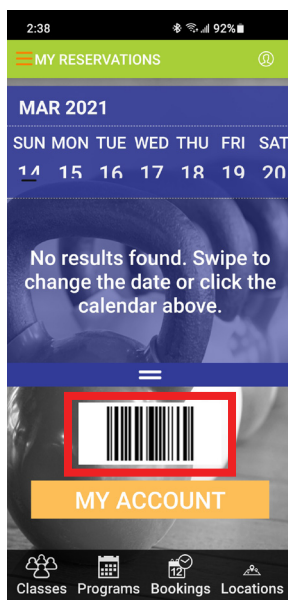 2:38 92%
MY RESERVATIONS
MAR 2021
SUN MON TUE WED THU FRI SAT
14 15 16 17 18 19 20
No results found. Swipe to
change the date or click the
calendar above.
MY ACCOUNT
12
Classes Programs Bookings Locations